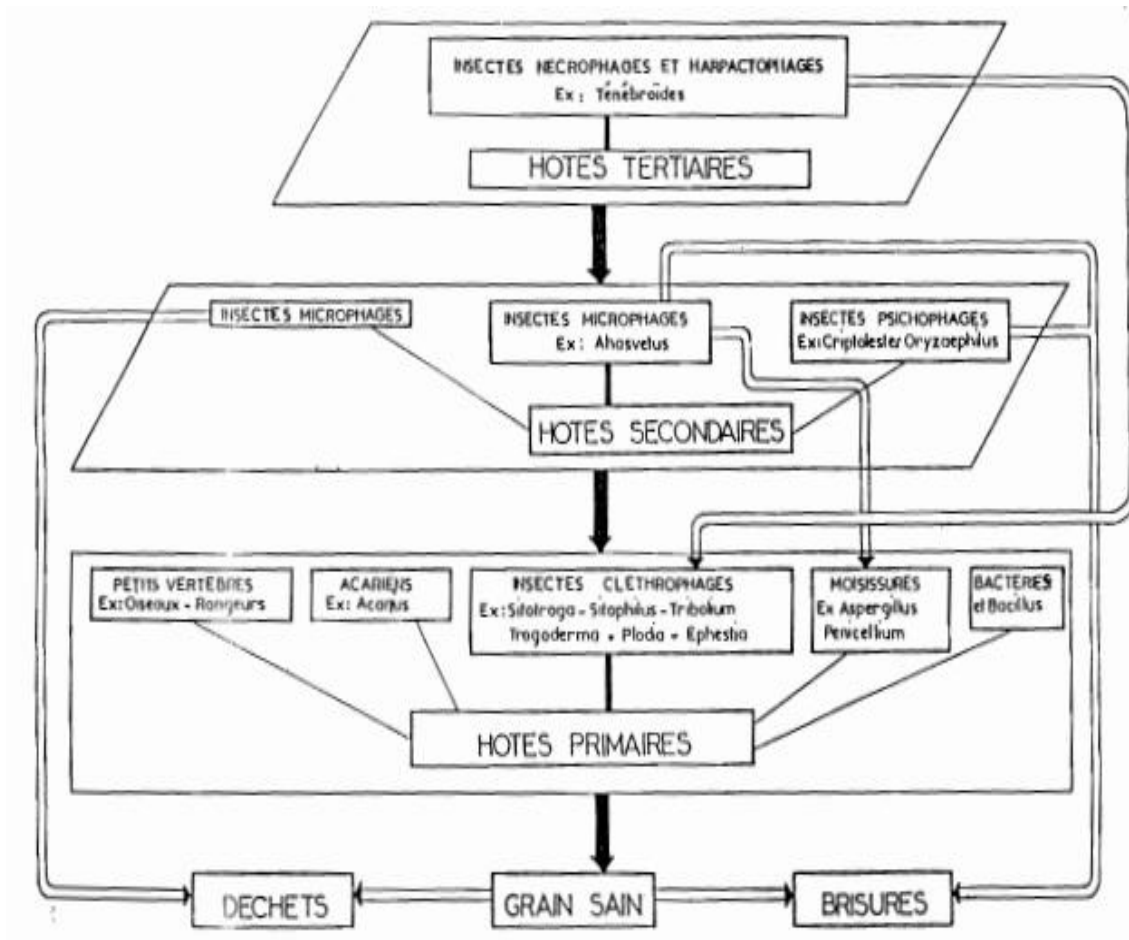 INSECTES NECROPHAGES ET HARPACTOPHAGES
Ex : Ténébroïdes
HOTES TERTIAIRES
INSECTES MICROPHAGES
INSECTES MICROPHAGES
Ex : Ahasvelus
INSECTES PSICHOPHAGES
Ex: Criptolestes Oryzaephilus
HOTES SECONDAIRES
PETITS VERTEBRES
Ex: Oiseaux - Rongeurs
ACARIENS
Ex : Acarus
INSECTES CLETHROPHAGES
Ex : Sitotroga - Sitophilus - Tribolium
Trogoderma - Plodia - Ephestia
MOISISSURES
Ex Aspergillus
Penicellium
BACTERIES
et Bacillus
HOTES PRIMAIRES
DECHETS
GRAIN SAIN
BRISURES